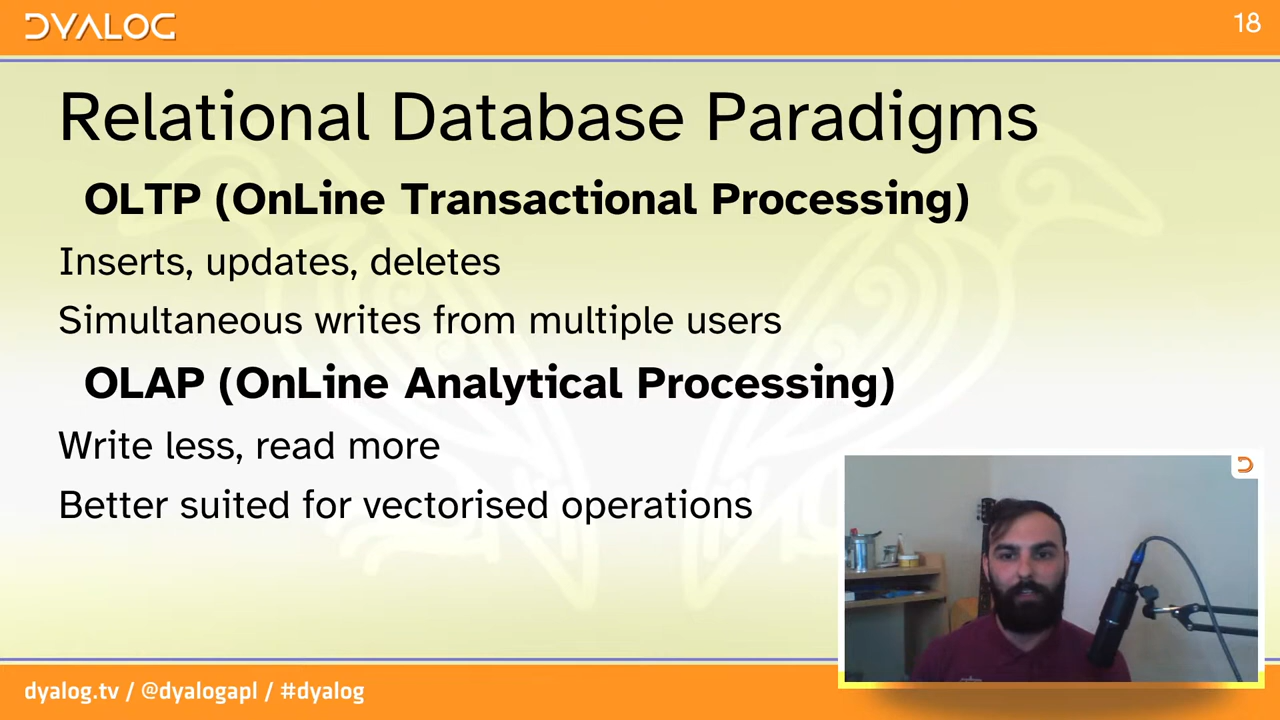 DYALOG
18
Relational Database Paradigms
OLTP (OnLine Transactional Processing)
Inserts, updates, deletes
Simultaneous writes from multiple users
OLAP (OnLine Analytical Processing)
Write less, read more
Better suited for vectorised operations
dyalog.tv / @dyalogapl / #dyalog